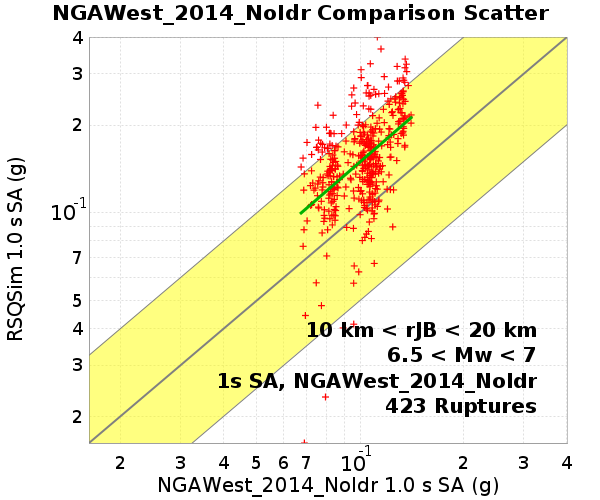 NGAWest_2014_NoIdr Comparison Scatter
RSQSim 1.0 s SA (g)
4
3
2
10-1
7
5
4
3
2
10 km < rJB < 20 km
6.5 < Mw < 7
1s SA, NGAWest_2014_NoIdr
423 Ruptures
2 3 4 5 6 7 10-1 2 3 4
NGAWest_2014_NoIdr 1.0 s SA (g)